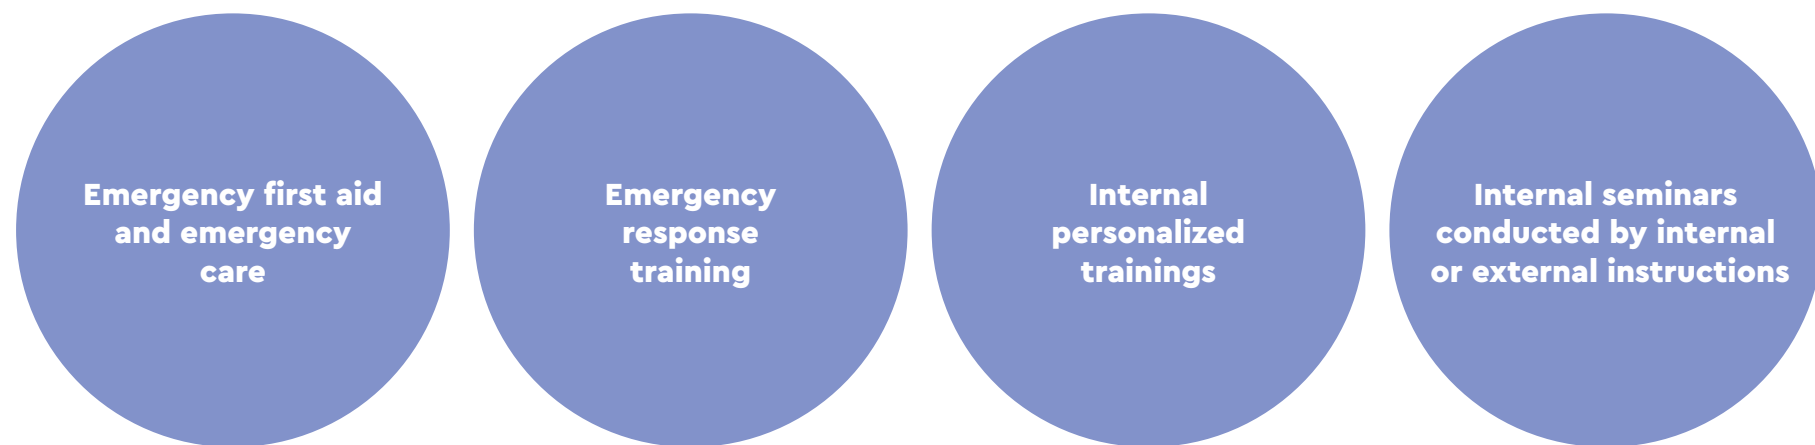 Emergency first aid
and emergency
care
Emergency
response
training
Internal
personalized
trainings
Internal seminars
conducted by internal
or external instructions